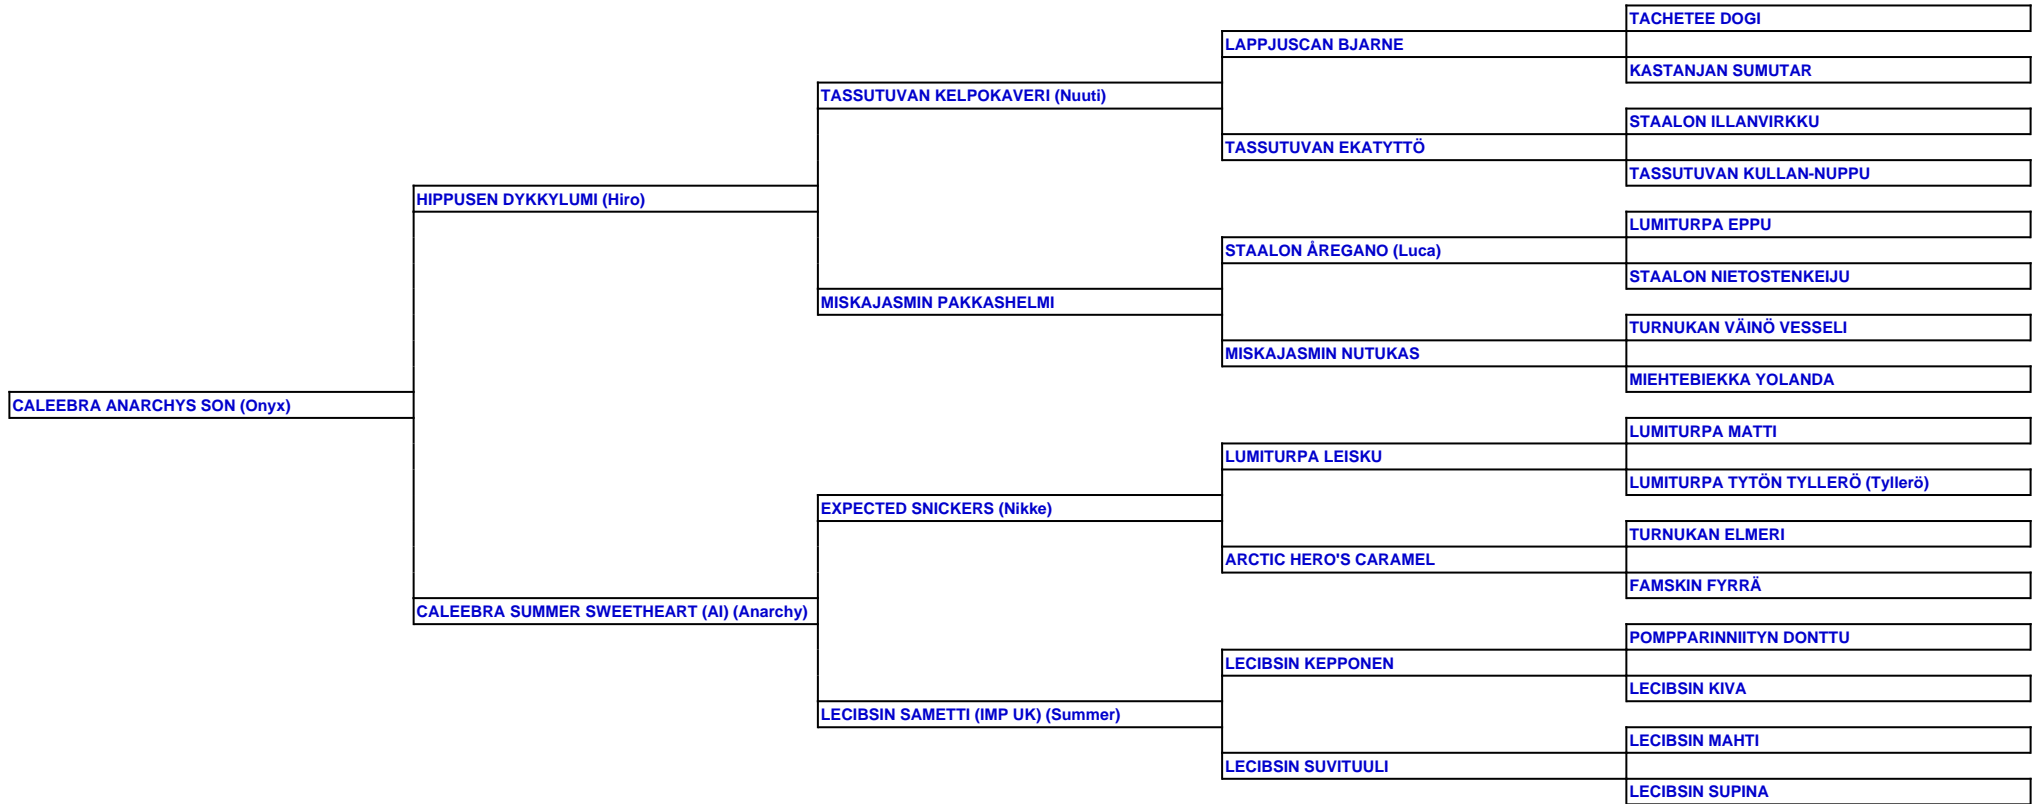 TACHETEE DOGI
LAPPJUSCAN BJARNE
KASTANJAN SUMUTAR
TASSUTUVAN KELPOKAVERI (Nuuti)
STAALON ILLANVIRKKU
TASSUTUVAN EKATYTTÖ
TASSUTUVAN KULLAN-NUPPU
HIPPUSEN DYKKYLUMI (Hiro)
LUMITURPA EPPU
STAALON ÅREGANO (Luca)
STAALON NIETOSTENKEIJU
MISKAJASMIN PAKKASHELMI
TURNUKAN VÄINÖ VESSELI
MISKAJASMIN NUTUKAS
MIEHTEBIEKKA YOLANDA
CALEEBRA ANARCHYS SON (Onyx)
LUMITURPA MATTI
LUMITURPA LEISKU
LUMITURPA TYTÖN TYLLERÖ (Tyllerö)
EXPECTED SNICKERS (Nikke)
TURNUKAN ELMERI
ARCTIC HERO'S CARAMEL
FAMSKIN FYRRÄ
CALEEBRA SUMMER SWEETHEART (AI) (Anarchy)
POMPPARINNIITYN DONTTU
LECIBSIN KEPPONEN
LECIBSIN KIVA
LECIBSIN SAMETTI (IMP UK) (Summer)
LECIBSIN MAHTI
LECIBSIN SUVITUULI
LECIBSIN SUPINA